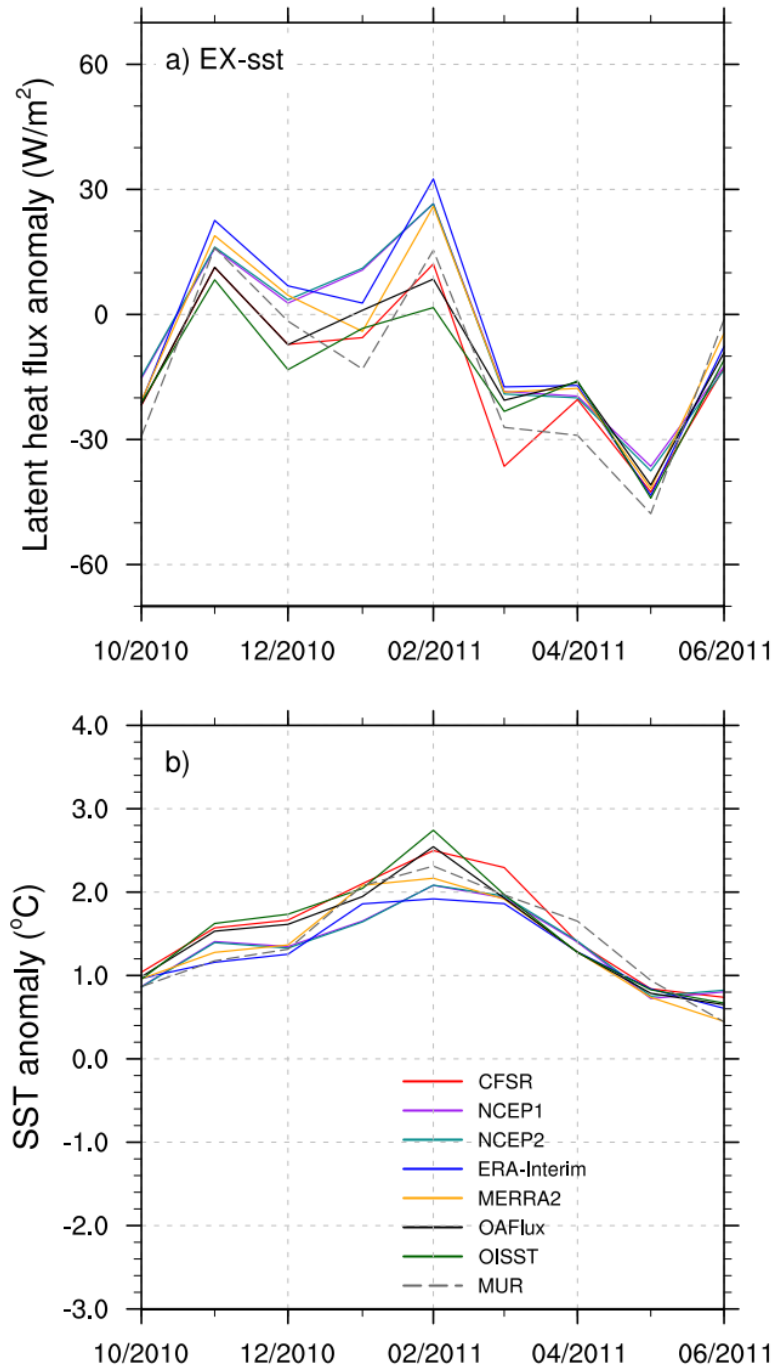 a) EX-sst
Latent heat flux anomaly (W/m²)
60
30
0
-30
-60
10/2010 12/2010 02/2011 04/2011 06/2011
b)
SST anomaly (°C)
4.0
3.0
2.0
1.0
0.0
-1.0
-2.0
-3.0
CFSR
NCEP1
NCEP2
ERA-Interim
MERRA2
OAFlux
OISST
MUR
10/2010 12/2010 02/2011 04/2011 06/2011